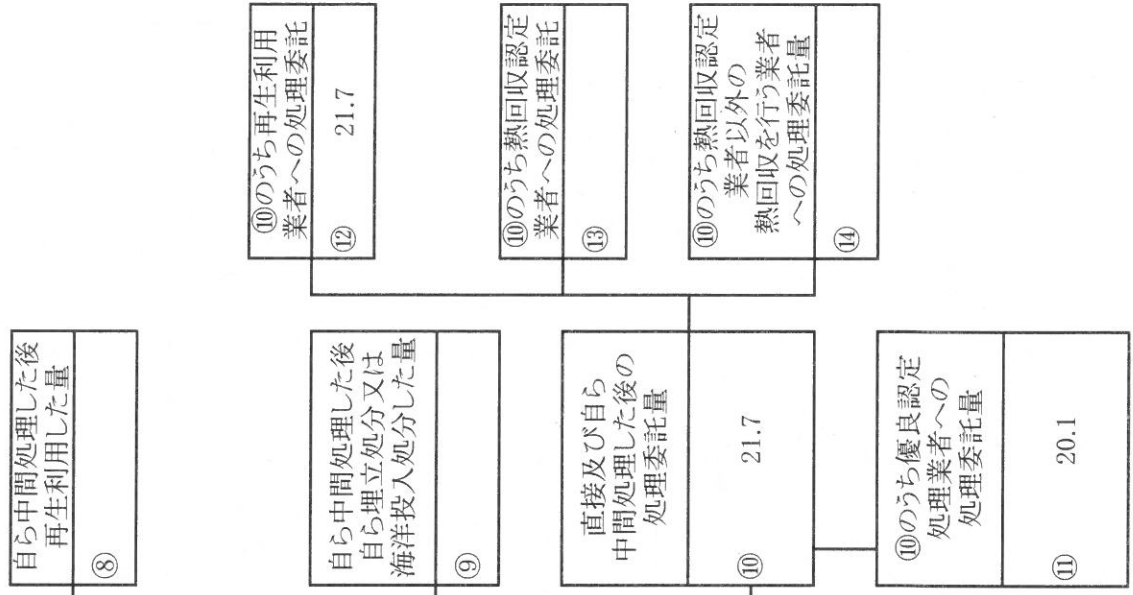 自ら中間処理した後
再生利用した量
⑧
自ら中間処理した後
自ら埋立処分又は
海洋投入処分した量
⑨
直接及び自ら
中間処理した後の
処理委託量
⑩
21.7
⑩のうち優良認定
処理業者への
処理委託量
⑪
20.1
⑩のうち再生利用
業者への処理委託
⑫
21.7
⑩のうち熱回収認定
業者への処理委託
⑬
⑩のうち熱回収認定
業者以外の
熱回収を行う業者
への処理委託量
⑭